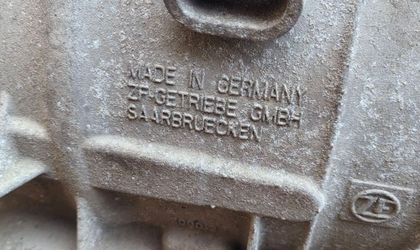 MADE IN GERMANY
ZF-GETRIEBE GMBH
SAARBRUECKEN
ZF